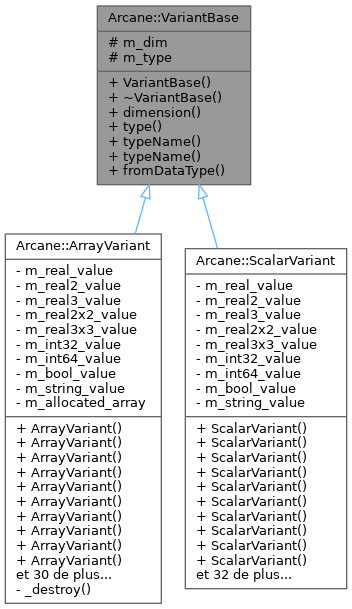 Arcane::VariantBase
# m_dim
# m_type
+ VariantBase()
+ ~VariantBase()
+ dimension()
+ type()
+ typeName()
+ typeName()
+ fromDataType()
Arcane::ArrayVariant
- m_real_value
- m_real2_value
- m_real3_value
- m_real2x2_value
- m_real3x3_value
- m_int32_value
- m_int64_value
- m_bool_value
- m_string_value
- m_allocated_array
+ ArrayVariant()
+ ArrayVariant()
+ ArrayVariant()
+ ArrayVariant()
+ ArrayVariant()
+ ArrayVariant()
+ ArrayVariant()
+ ArrayVariant()
+ ArrayVariant()
+ ArrayVariant()
et 30 de plus...
- _destroy()
Arcane::ScalarVariant
- m_real_value
- m_real2_value
- m_real3_value
- m_real2x2_value
- m_real3x3_value
- m_int32_value
- m_int64_value
- m_bool_value
- m_string_value
+ ScalarVariant()
+ ScalarVariant()
+ ScalarVariant()
+ ScalarVariant()
+ ScalarVariant()
+ ScalarVariant()
+ ScalarVariant()
+ ScalarVariant()
+ ScalarVariant()
+ ScalarVariant()
et 32 de plus...